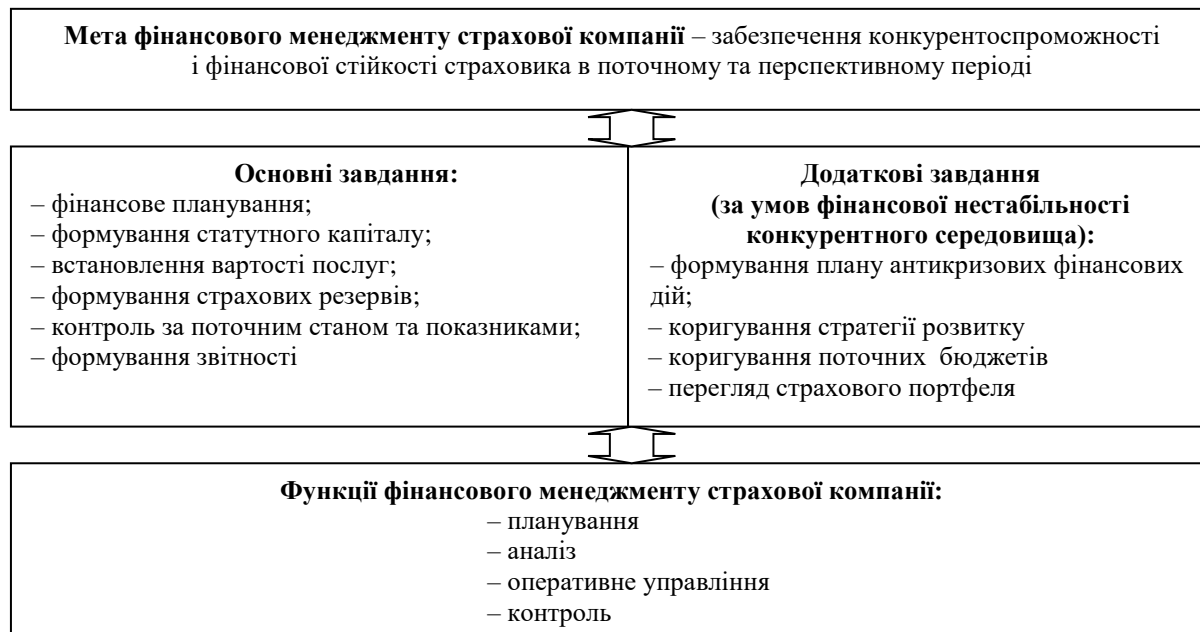 Мета фінансового менеджменту страхової компанії – забезпечення конкурентоспроможності
і фінансової стійкості страховика в поточному та перспективному періоді
Основні завдання:
– фінансове планування;
– формування статутного капіталу;
– встановлення вартості послуг;
– формування страхових резервів;
– контроль за поточним станом та показниками;
– формування звітності
Додаткові завдання
(за умов фінансової нестабільності
конкурентного середовища):
– формування плану антикризових фінансових
дій;
– коригування стратегії розвитку
– коригування поточних бюджетів
– перегляд страхового портфеля
Функції фінансового менеджменту страхової компанії:
– планування
– аналіз
– оперативне управління
– контроль